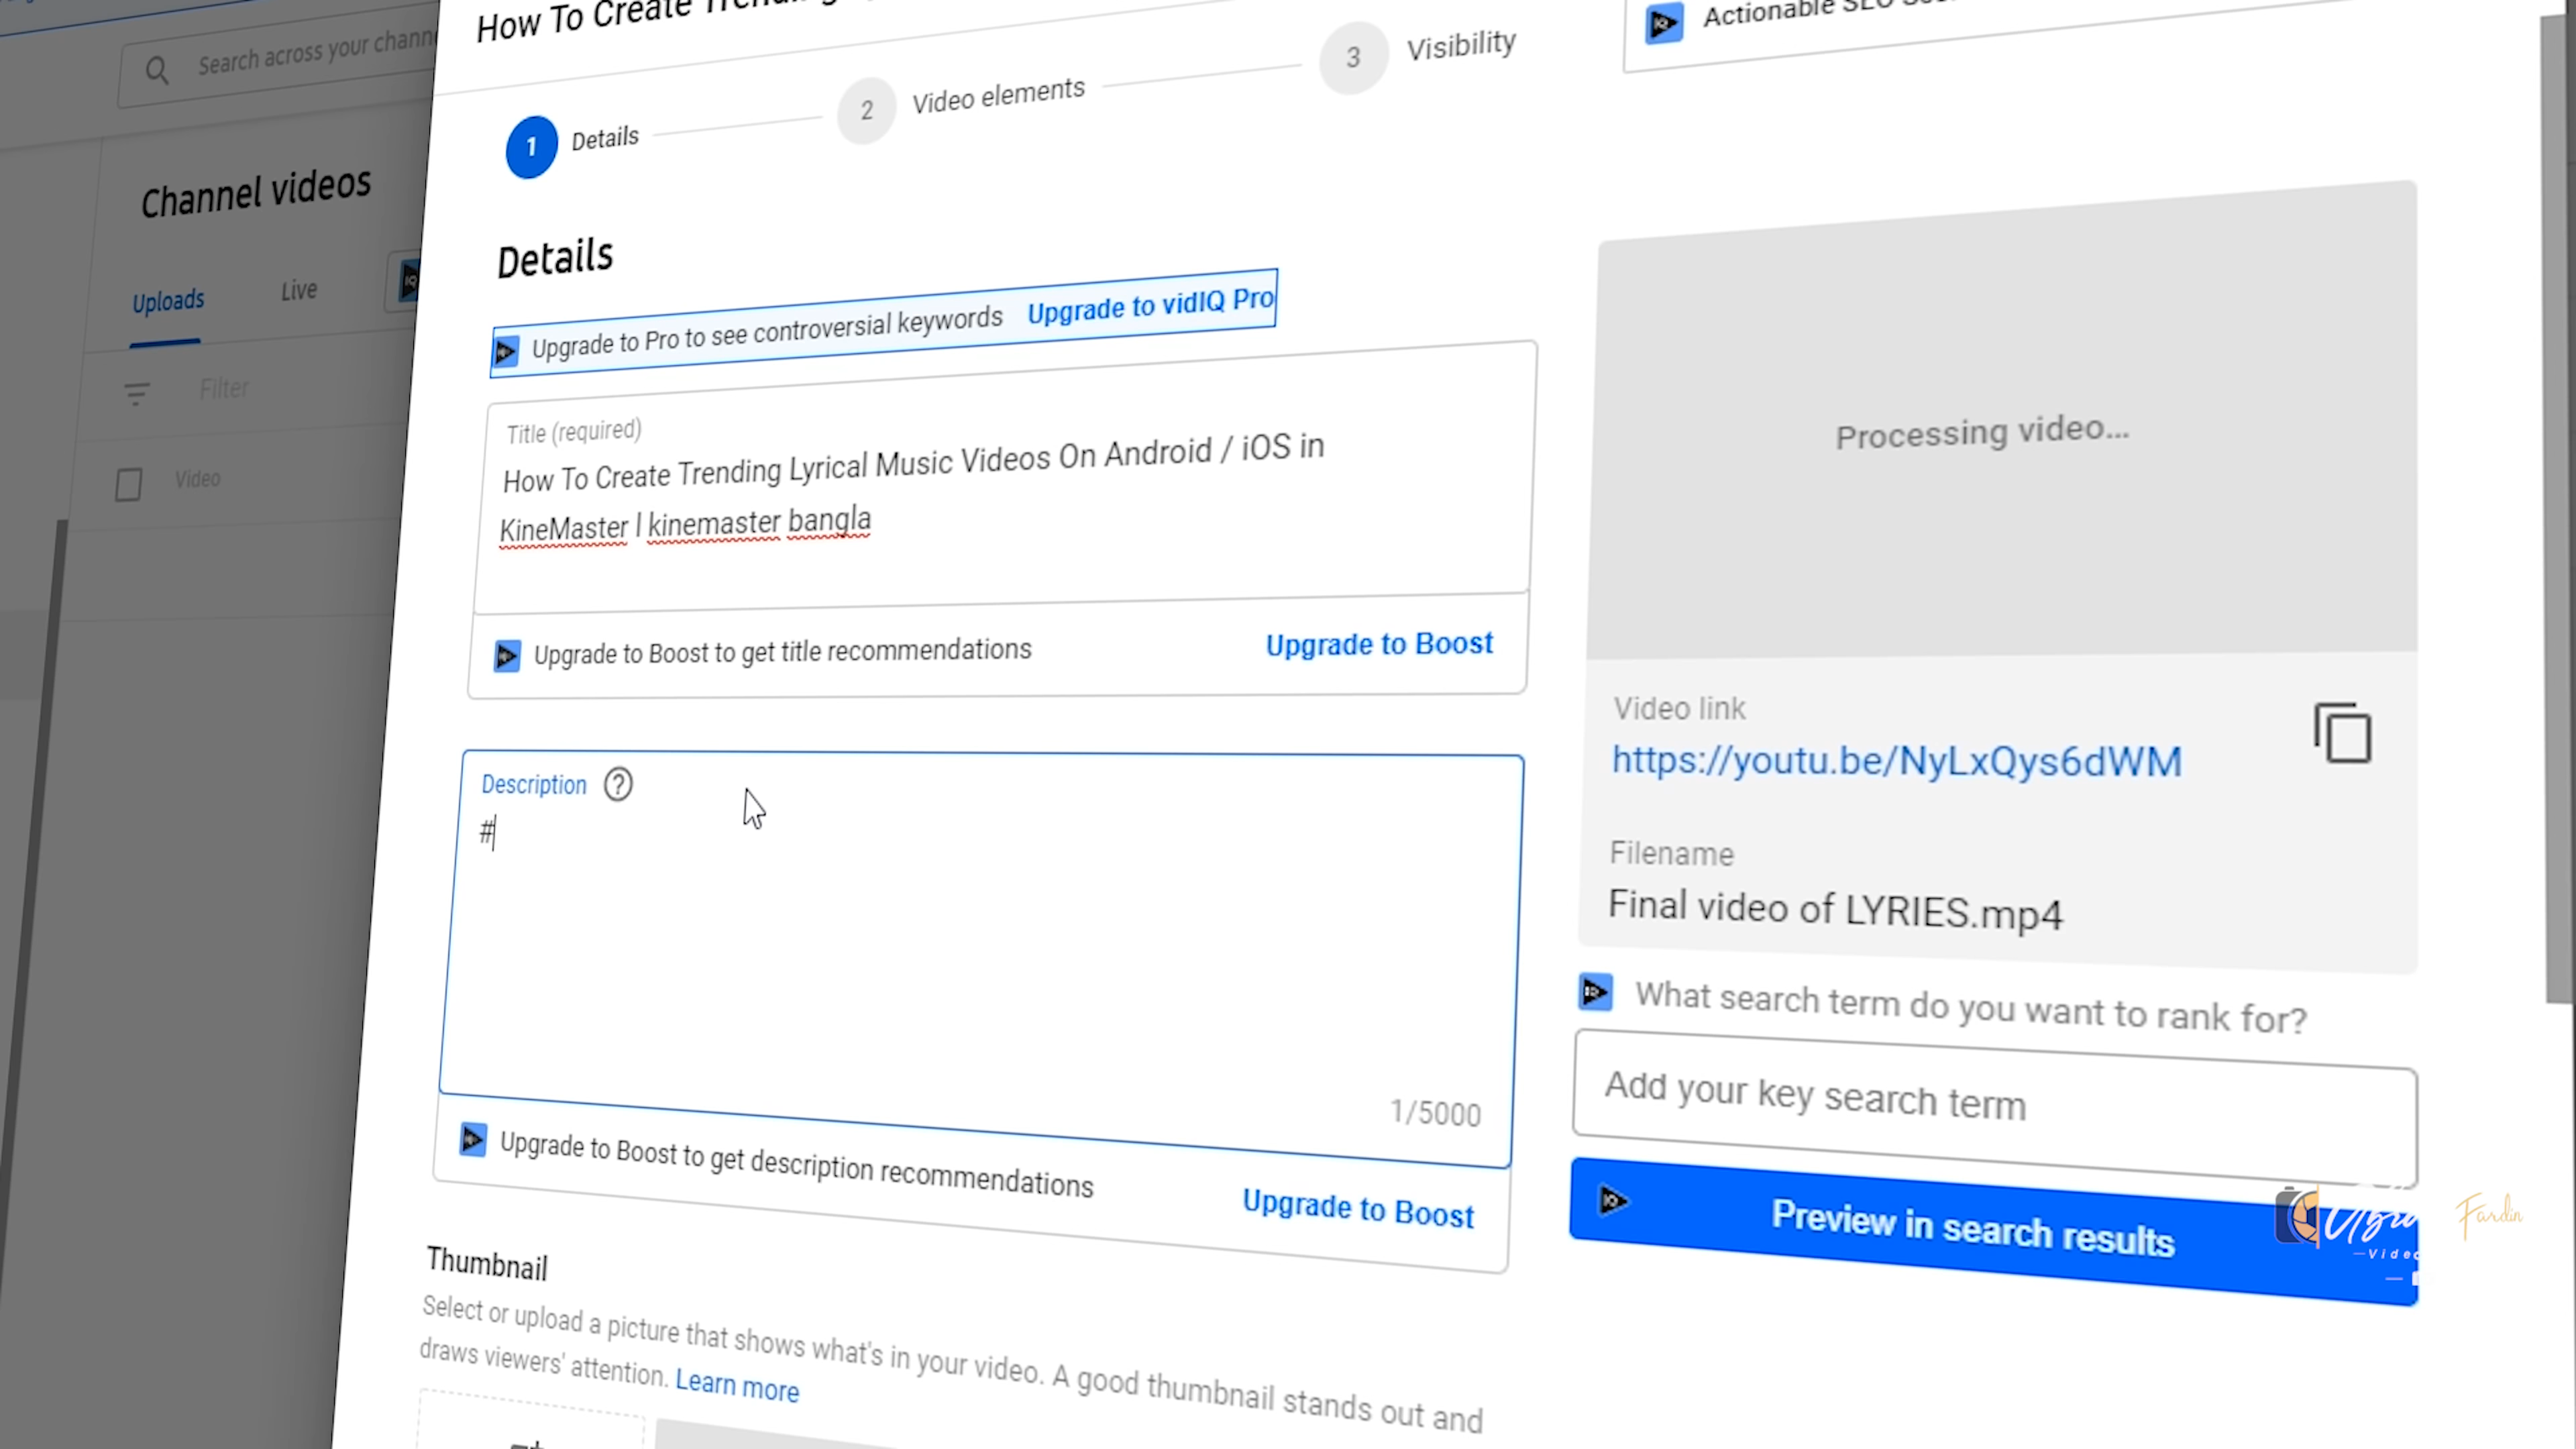 Search across your
How To Create
Actionable SEO
1 Details
2 Video elements
3 Visibility
Channel videos
Uploads
Live
Filter
Video
Details
Upgrade to Pro to see controversial keywords Upgrade to vidIQ Pro
Title (required)
How To Create Trending Lyrical Music Videos On Android / iOS in
KineMaster l kinemaster bangla
Upgrade to Boost to get title recommendations Upgrade to Boost
Description ?
#
1/5000
Upgrade to Boost to get description recommendations Upgrade to Boost
Thumbnail
Select or upload a picture that shows what's in your video. A good thumbnail stands out and
draws viewers' attention. Learn more
Processing video...
Video link
https://youtu.be/NyLxQys6dWM
Filename
Final video of LYRIES.mp4
What search term do you want to rank for?
Add your key search term
Preview in search results
Fardin